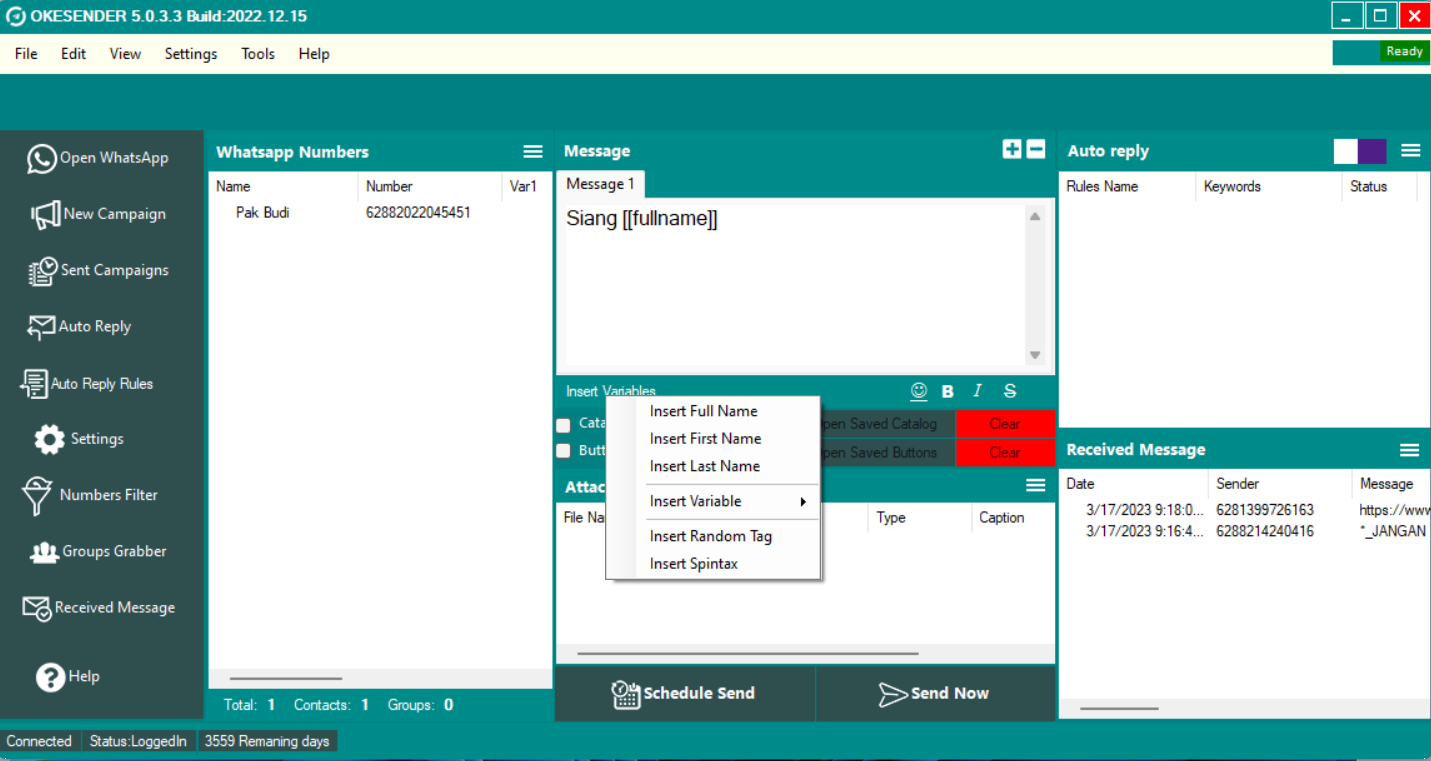 OKESENDER 5.0.3.3 Build:2022.12.15
File Edit View Settings Tools Help
Ready
Open WhatsApp
New Campaign
Sent Campaigns
Auto Reply
Auto Reply Rules
Settings
Numbers Filter
Groups Grabber
Received Message
Help
Whatsapp Numbers
Name Number Var1
Pak Budi 62882022045451
Total: 1 Contacts: 1 Groups: 0
Message
Message 1
Siang [[fullname]]
Insert Variables B I S
Insert Full Name
Insert First Name
Insert Last Name
Insert Variable
Insert Random Tag
Insert Spintax
Cata
pen Saved Catalog Clear
Butt
pen Saved Buttons Clear
Attac
File Na Type Caption
Schedule Send
Send Now
Auto reply
Rules Name Keywords Status
Received Message
Date Sender Message
3/17/2023 9:18:0... 6281399726163 https://www
3/17/2023 9:16:4... 6288214240416 *_JANGAN
Connected Status:LoggedIn 3559 Remaning days